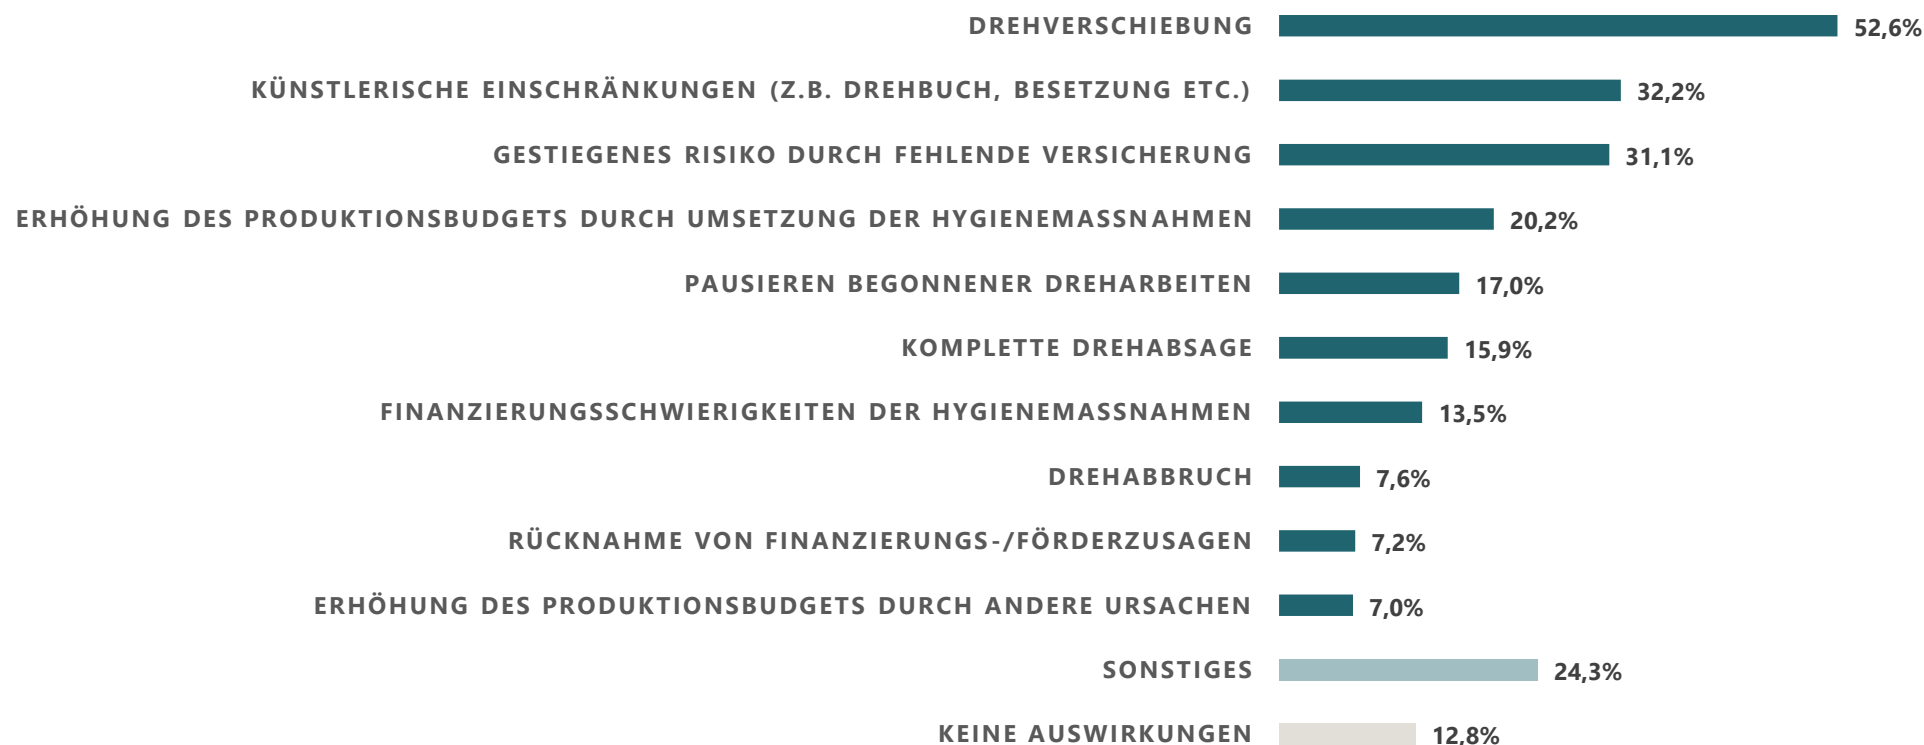 DREHVERSCHIEBUNG 52,6%
KÜNSTLERISCHE EINSCHRÄNKUNGEN (Z.B. DREHBUCH, BESETZUNG ETC.) 32,2%
GESTIEGENES RISIKO DURCH FEHLENDE VERSICHERUNG 31,1%
ERHÖHUNG DES PRODUKTIONSBUDGETS DURCH UMSETZUNG DER HYGIENEMASSNAHMEN 20,2%
PAUSIEREN BEGONNENER DREHARBEITEN 17,0%
KOMPLETTE DREHABSAGE 15,9%
FINANZIERUNGSSCHWIERIGKEITEN DER HYGIENEMASSNAHMEN 13,5%
DREHABBRUCH 7,6%
RÜCKNAHME VON FINANZIERUNGS-/FÖRDERZUSAGEN 7,2%
ERHÖHUNG DES PRODUKTIONSBUDGETS DURCH ANDERE URSACHEN 7,0%
SONSTIGES 24,3%
KEINE AUSWIRKUNGEN 12,8%